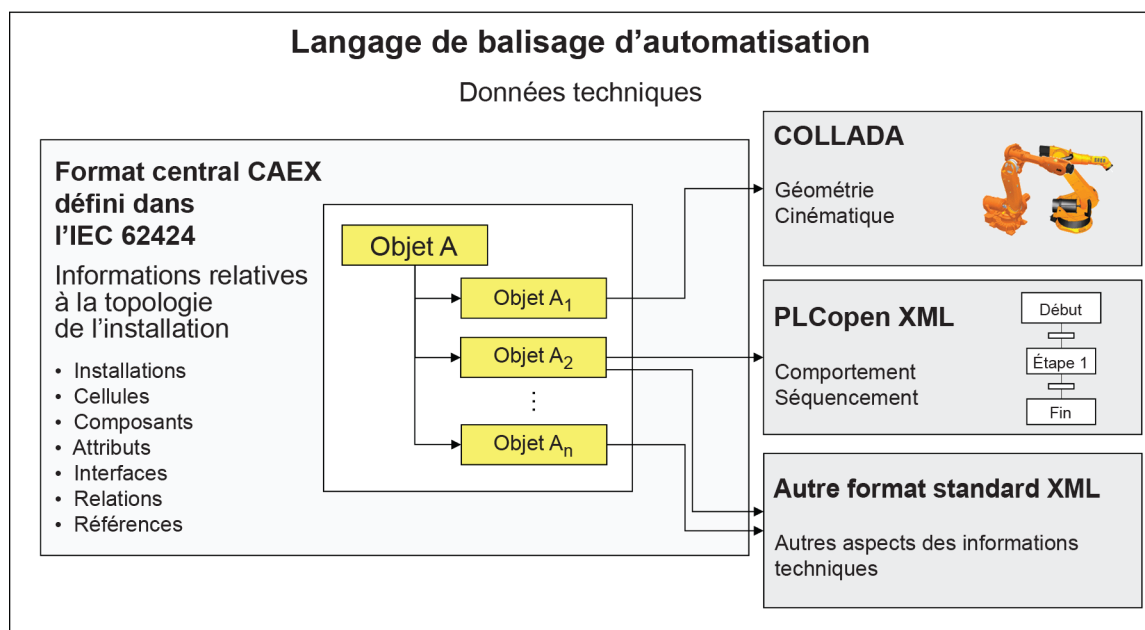 Langage de balisage d’automatisation
Données techniques
Format central CAEX
défini dans
l’IEC 62424
Informations relatives
à la topologie
de l’installation
• Installations
• Cellules
• Composants
• Attributs
• Interfaces
• Relations
• Références
Objet A
Objet A1
Objet A2
⋮
Objet An
COLLADA
Géométrie
Cinématique
PLCopen XML
Comportement
Séquencement
Début
Étape 1
Fin
Autre format standard XML
Autres aspects des informations
techniques